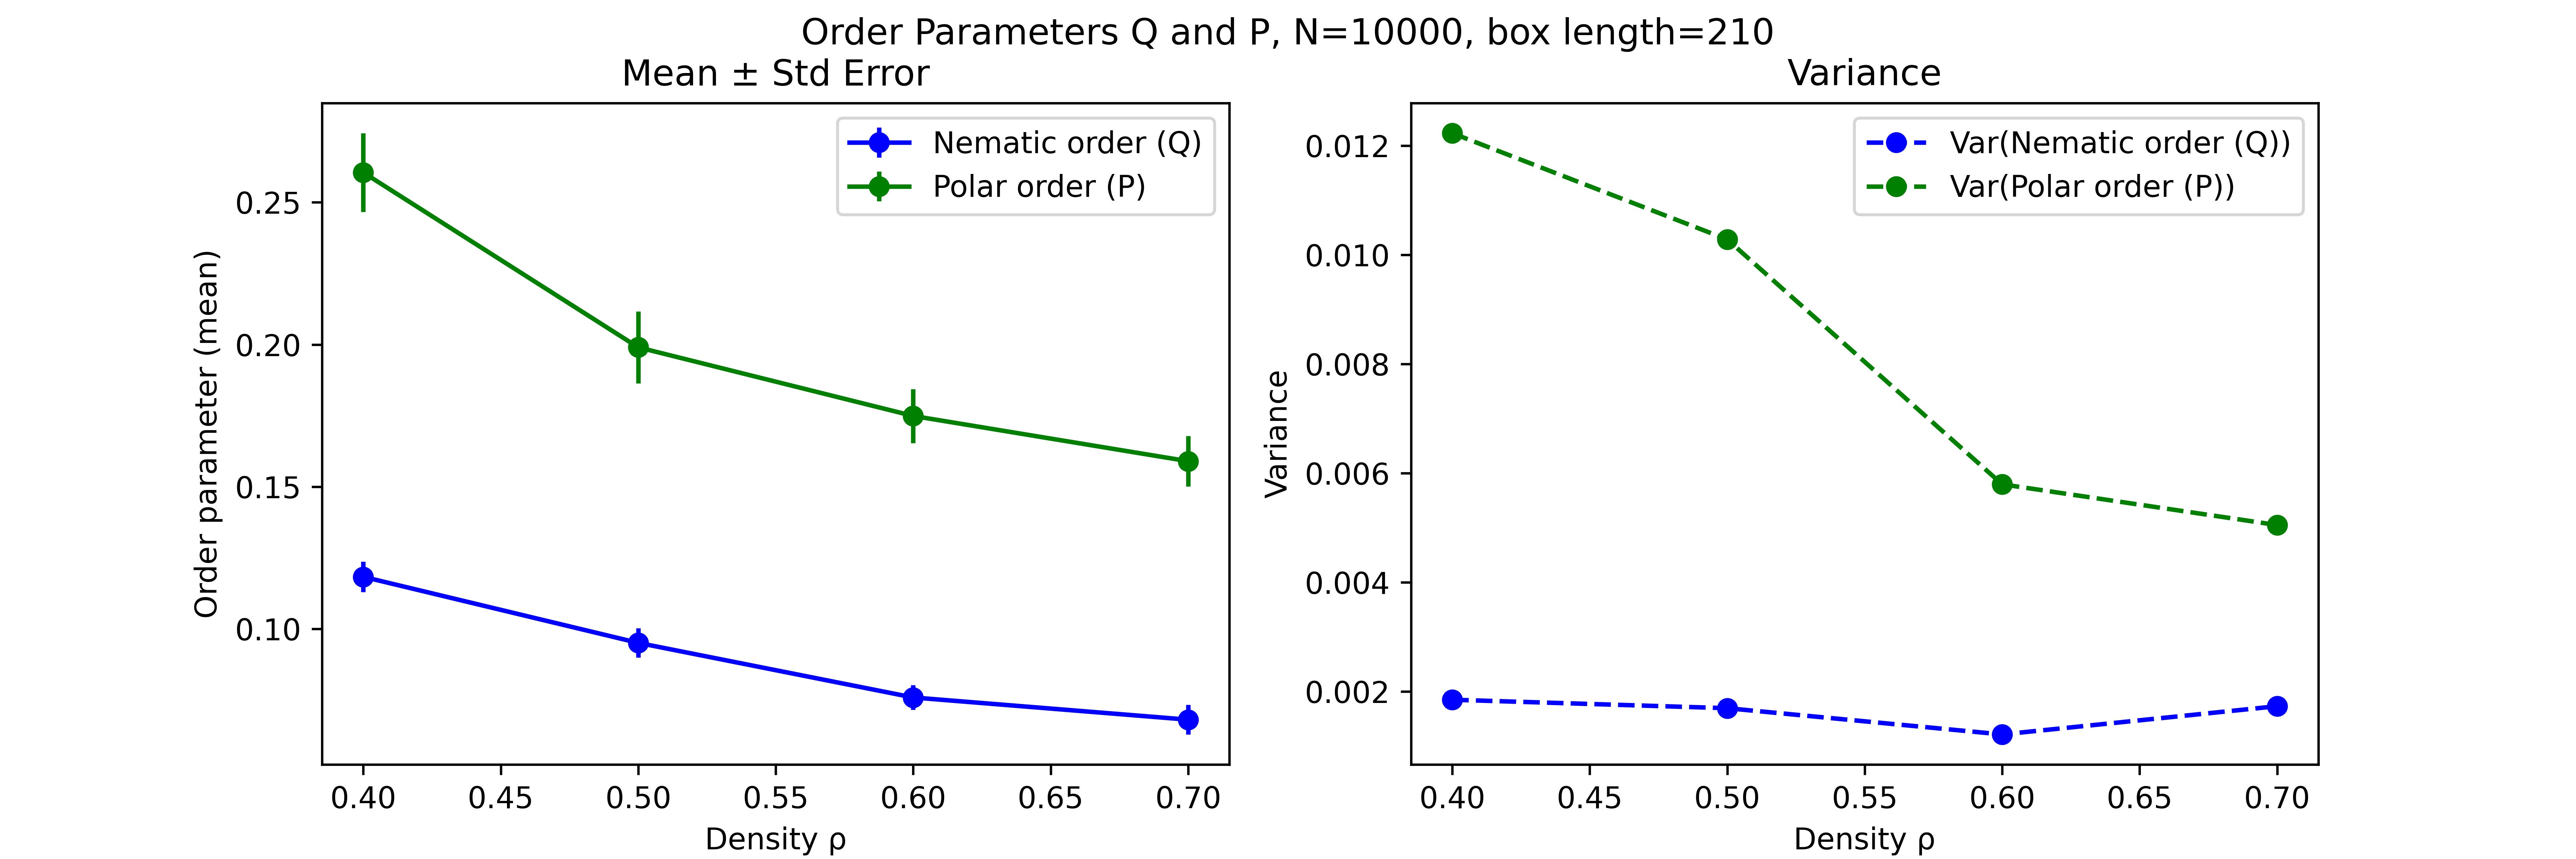 Order Parameters Q and P, N=10000, box length=210
Mean ± Std Error
Nematic order (Q)
Polar order (P)
Order parameter (mean)
0.25
0.20
0.15
0.10
0.40 0.45 0.50 0.55 0.60 0.65 0.70
Density ρ
Variance
Var(Nematic order (Q))
Var(Polar order (P))
Variance
0.012
0.010
0.008
0.006
0.004
0.002
0.40 0.45 0.50 0.55 0.60 0.65 0.70
Density ρ